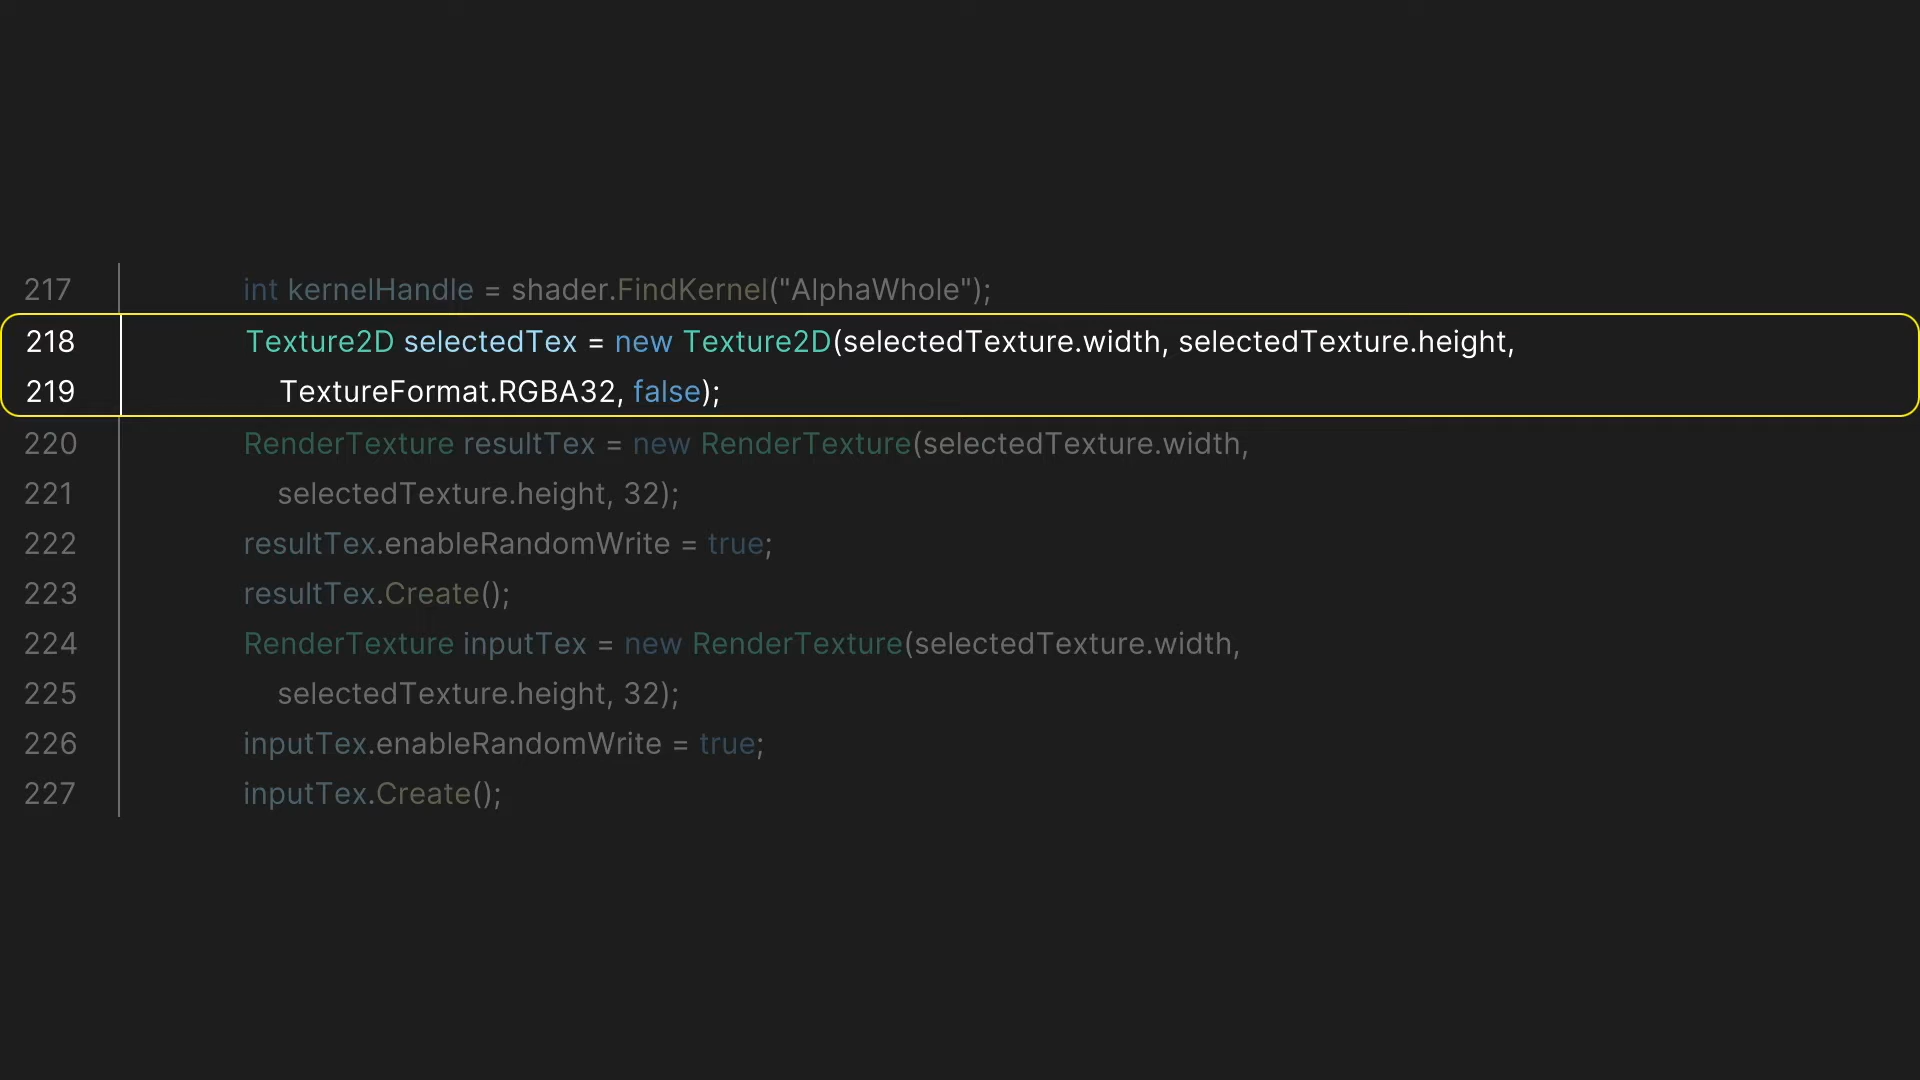 217 int kernelHandle = shader.FindKernel("AlphaWhole");
218 Texture2D selectedTex = new Texture2D(selectedTexture.width, selectedTexture.height,
219 TextureFormat.RGBA32, false);
220 RenderTexture resultTex = new RenderTexture(selectedTexture.width,
221 selectedTexture.height, 32);
222 resultTex.enableRandomWrite = true;
223 resultTex.Create();
224 RenderTexture inputTex = new RenderTexture(selectedTexture.width,
225 selectedTexture.height, 32);
226 inputTex.enableRandomWrite = true;
227 inputTex.Create();